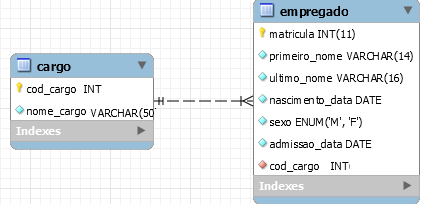 cargo
cod_cargo INT
nome_cargo VARCHAR(50
Indexes
empregado
matricula INT(11)
primeiro_nome VARCHAR(14)
ultimo_nome VARCHAR(16)
nascimento_data DATE
sexo ENUM('M', 'F')
admissao_data DATE
cod_cargo INT
Indexes